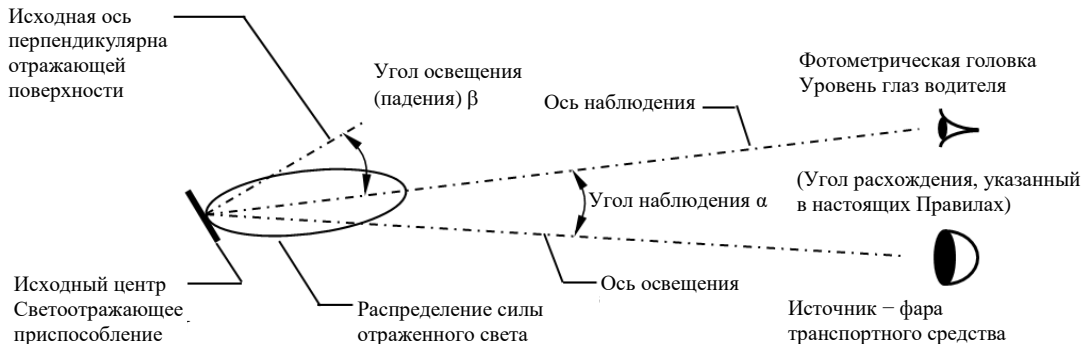 Исходная ось
перпендикулярна
отражающей
поверхности
Угол освещения
(падения) β
Ось наблюдения
Фотометрическая головка
Уровень глаз водителя
Угол наблюдения α
(Угол расхождения, указанный
в настоящих Правилах)
Исходный центр
Светоотражающее
приспособление
Распределение силы
отраженного света
Ось освещения
Источник − фара
транспортного средства